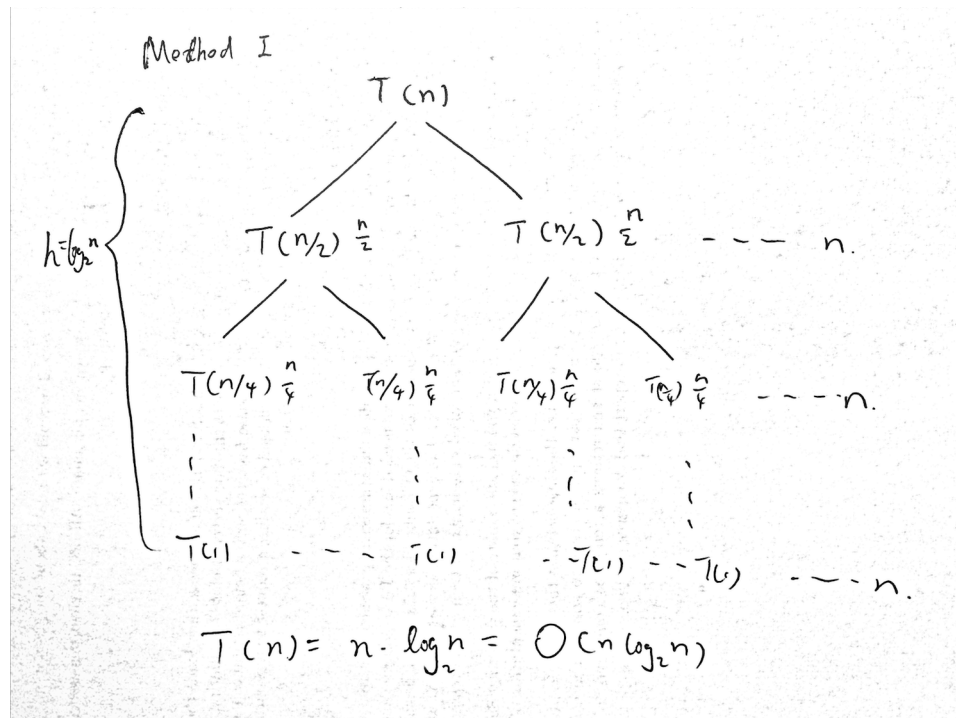 Method I
T(n)
h=log₂n
T(n/2) n/2 T(n/2) n/2 --- n.
T(n/4) n/4 T(n/4) n/4 T(n/4) n/4 T(n/4) n/4 ---- n.
T(1) --- T(1) -- T(1) -- T(1) ---- n.
T(n) = n · log₂n = O(n log₂n)